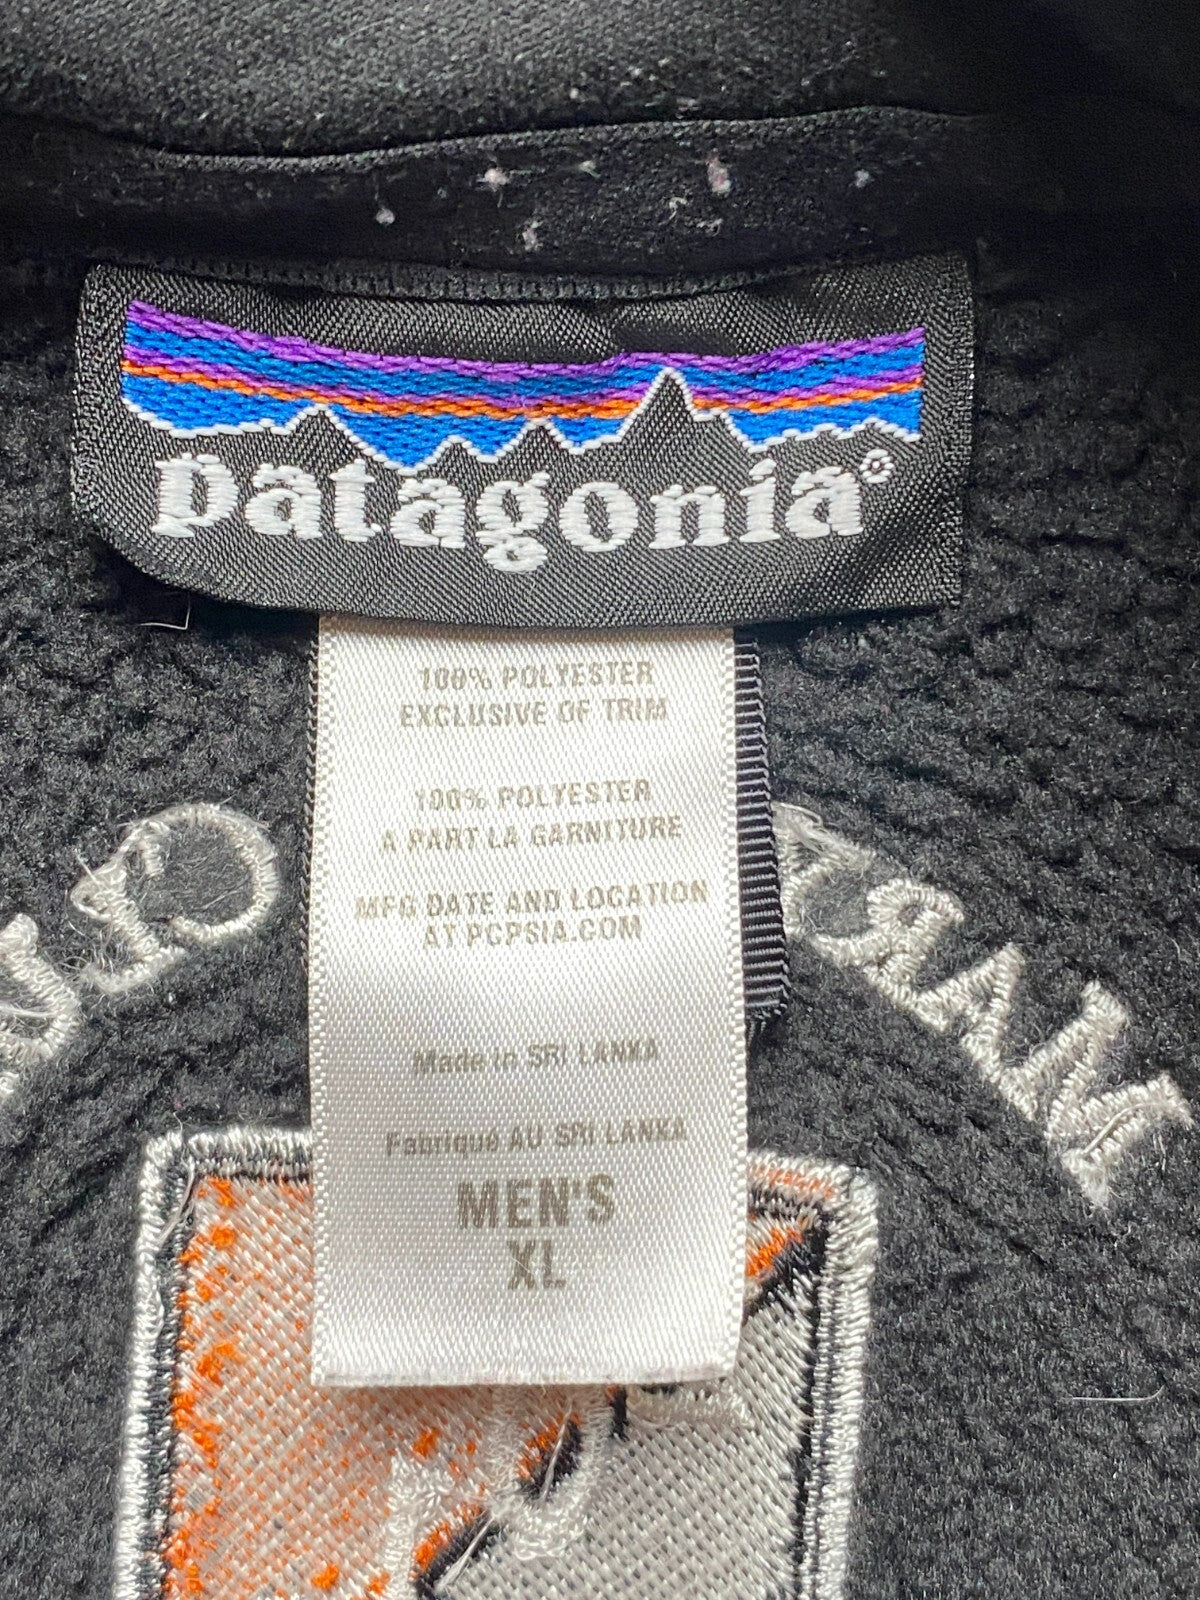 patagonia®
100% POLYESTER
EXCLUSIVE OF TRIM
100% POLYESTER
A PART LA GARNITURE
MFG DATE AND LOCATION
AT PCPSIA.COM
Made in SRI LANKA
Fabriqué AU SRI LANKA
MEN'S
XL